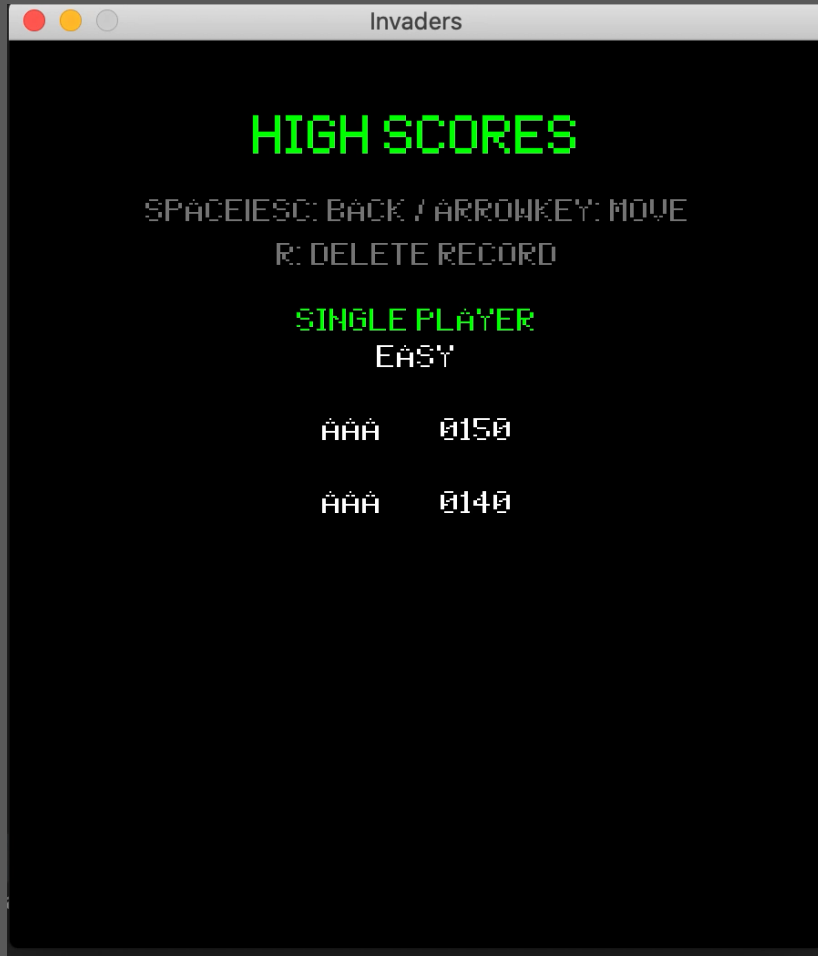 Invaders
HIGH SCORES
SPACE|ESC: BACK / ARROWKEY: MOVE
R: DELETE RECORD
SINGLE PLAYER
EASY
AAA 0150
AAA 0140